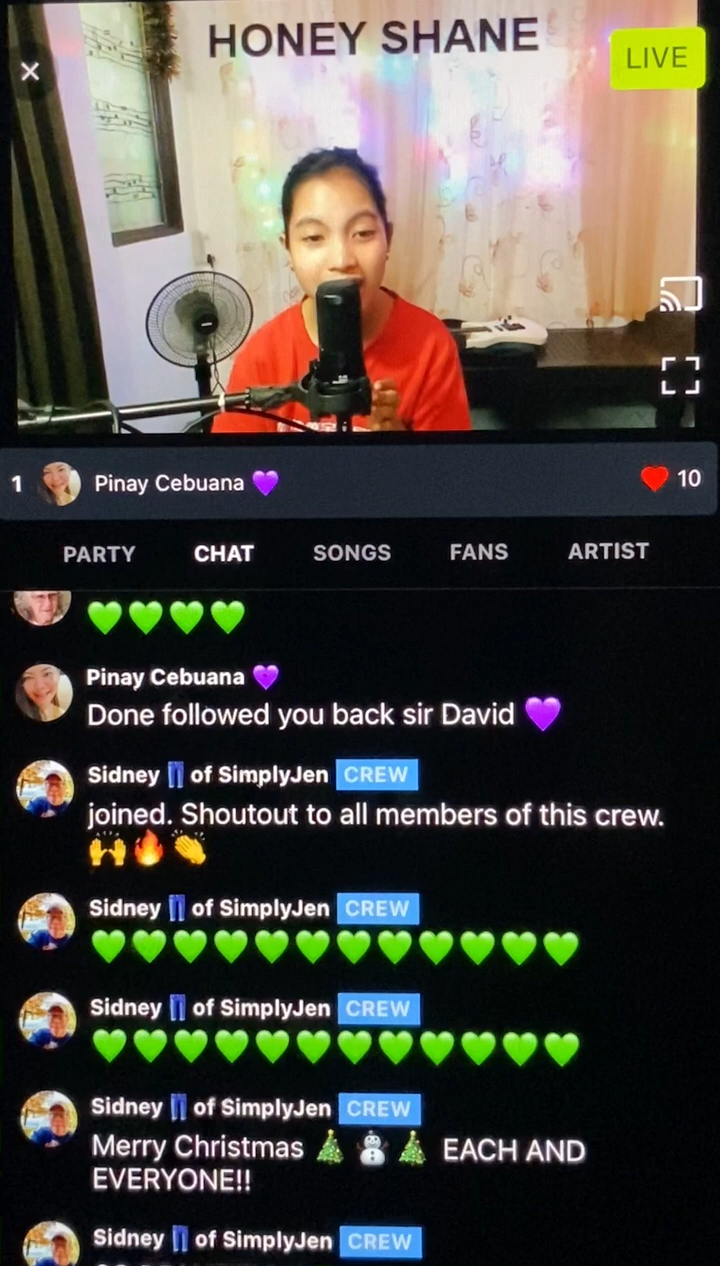 HONEY SHANE
LIVE
1 Pinay Cebuana 💜 ❤️ 10
PARTY CHAT SONGS FANS ARTIST
💚💚💚💚
Pinay Cebuana 💜
Done followed you back sir David 💜
Sidney 👖 of SimplyJen CREW
joined. Shoutout to all members of this crew.
🙌🔥👏
Sidney 👖 of SimplyJen CREW
💚💚💚💚💚💚💚💚💚💚💚💚
Sidney 👖 of SimplyJen CREW
💚💚💚💚💚💚💚💚💚💚💚💚
Sidney 👖 of SimplyJen CREW
Merry Christmas 🎄⛄🎄 EACH AND
EVERYONE!!
Sidney 👖 of SimplyJen CREW